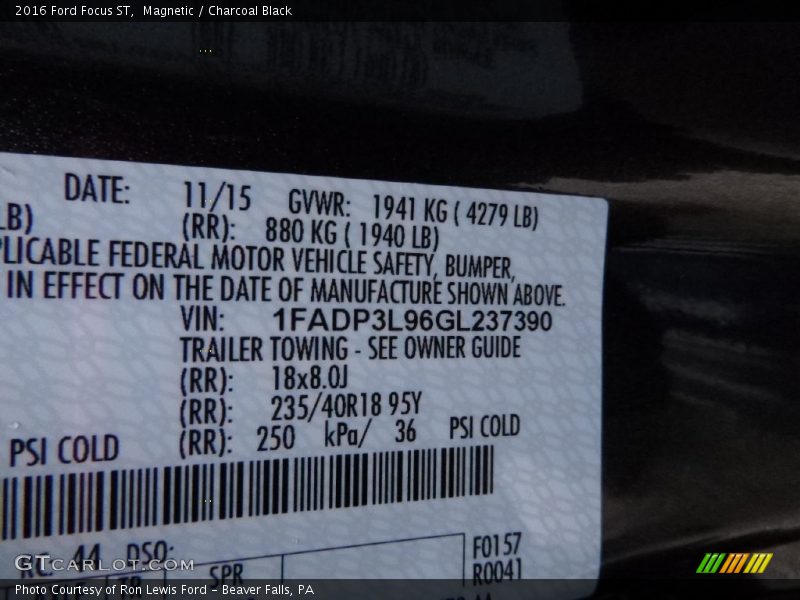 2016 Ford Focus ST, Magnetic / Charcoal Black
DATE: 11/15 GVWR: 1941 KG ( 4279 LB)
LB) (RR): 880 KG ( 1940 LB)
PLICABLE FEDERAL MOTOR VEHICLE SAFETY, BUMPER,
IN EFFECT ON THE DATE OF MANUFACTURE SHOWN ABOVE.
VIN: 1FADP3L96GL237390
TRAILER TOWING - SEE OWNER GUIDE
(RR): 18x8.0J
(RR): 235/40R18 95Y
PSI COLD (RR): 250 kPa/ 36 PSI COLD
RC: 44 DSO: F0157
SPR R0041
GTCARLOT.COM
Photo Courtesy of Ron Lewis Ford - Beaver Falls, PA